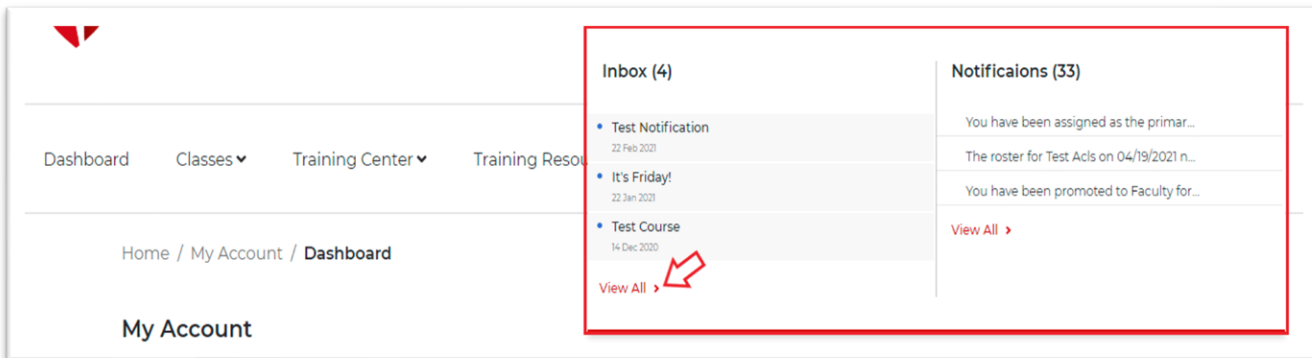 Dashboard
Classes
Training Center
Training Resou
Home / My Account / Dashboard
My Account
Inbox (4)
Test Notification
22 Feb 2021
It's Friday!
22 Jan 2021
Test Course
14 Dec 2020
View All
Notificaions (33)
You have been assigned as the primar...
The roster for Test Acls on 04/19/2021 n...
You have been promoted to Faculty for...
View All